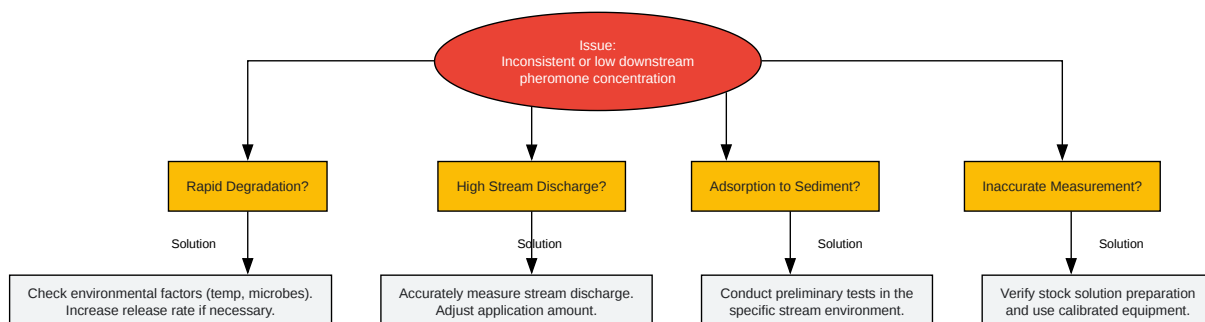 Issue:
Inconsistent or low downstream
pheromone concentration
Rapid Degradation?
High Stream Discharge?
Adsorption to Sediment?
Inaccurate Measurement?
Solution
Solution
Solution
Solution
Check environmental factors (temp, microbes).
Increase release rate if necessary.
Accurately measure stream discharge.
Adjust application amount.
Conduct preliminary tests in the
specific stream environment.
Verify stock solution preparation
and use calibrated equipment.